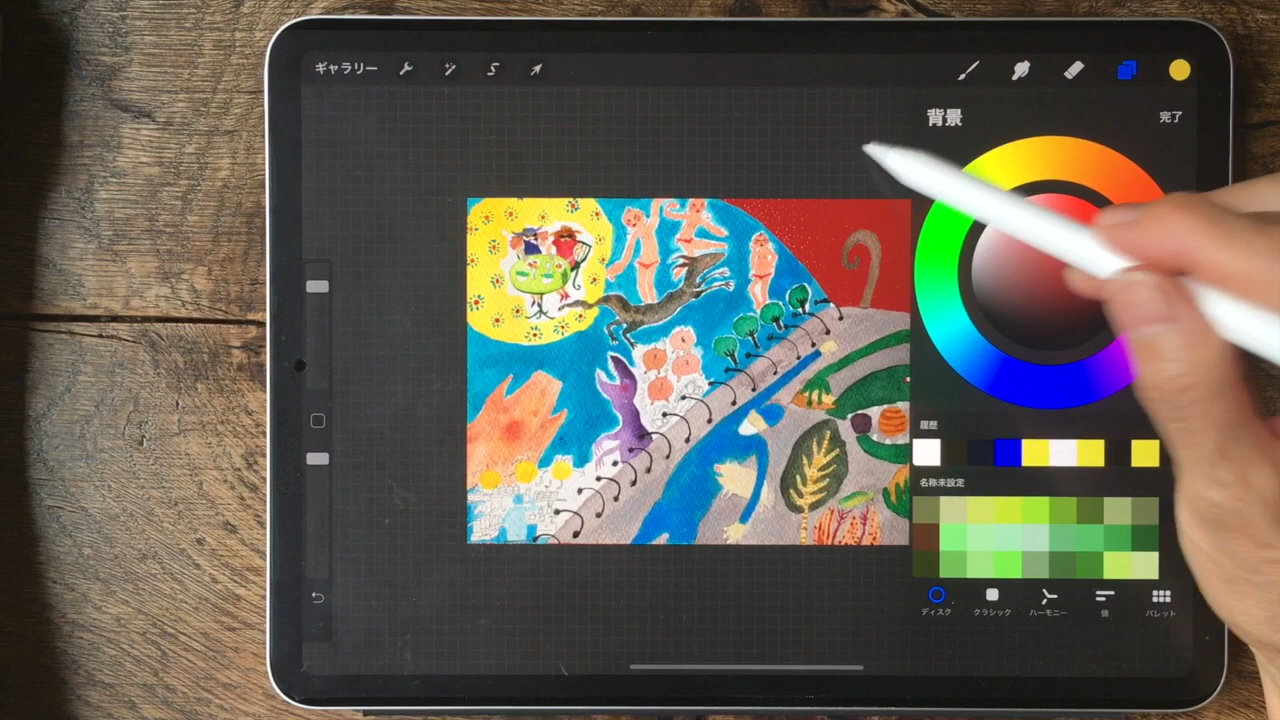 ギャラリー
背景
完了
履歴
名称未設定
ディスク
クラシック
ハーモニー
値
パレット